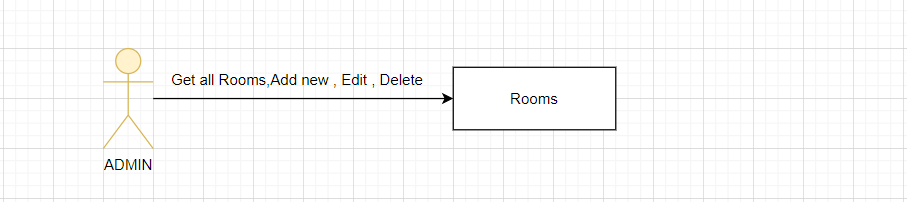 Get all Rooms,Add new , Edit , Delete
Rooms
ADMIN